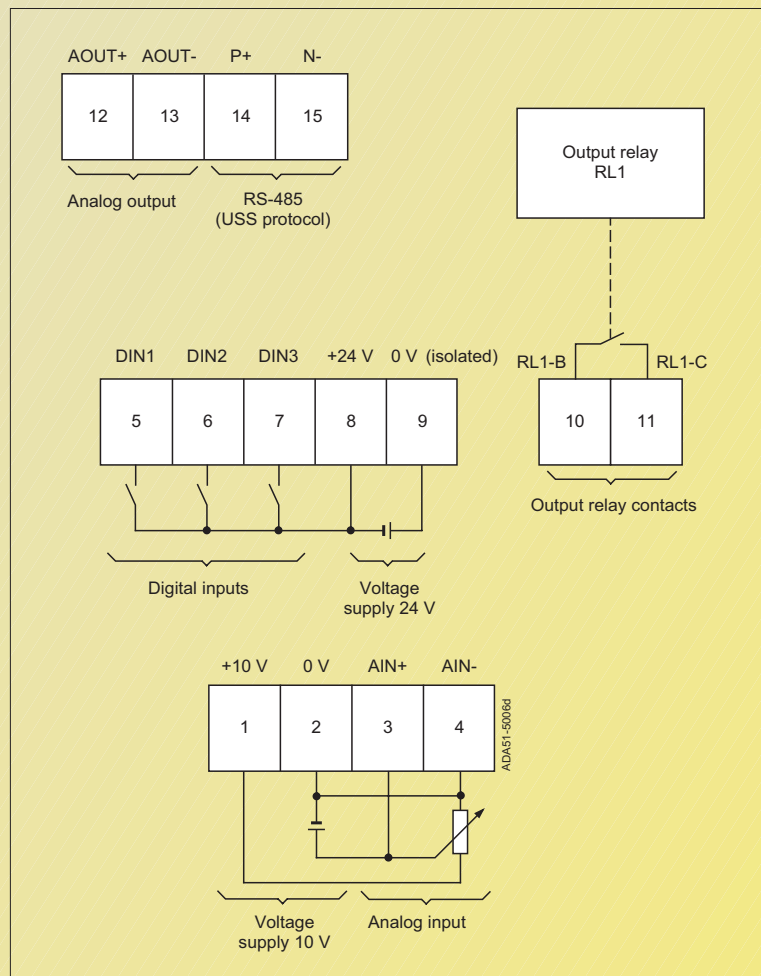 AOUT+ AOUT- P+ N-
12 13 14 15
Analog output
RS-485
(USS protocol)
Output relay
RL1
RL1-B RL1-C
10 11
Output relay contacts
DIN1 DIN2 DIN3 +24 V 0 V (isolated)
5 6 7 8 9
Digital inputs
Voltage
supply 24 V
+10 V 0 V AIN+ AIN-
1 2 3 4
ADA51-5006d
Voltage
supply 10 V
Analog input